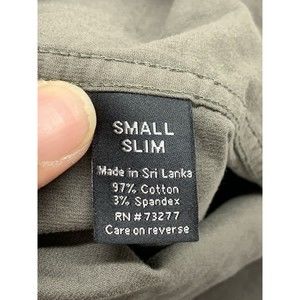 SMALL
SLIM
Made in Sri Lanka
97% Cotton
3% Spandex
RN#73277
Care on reverse